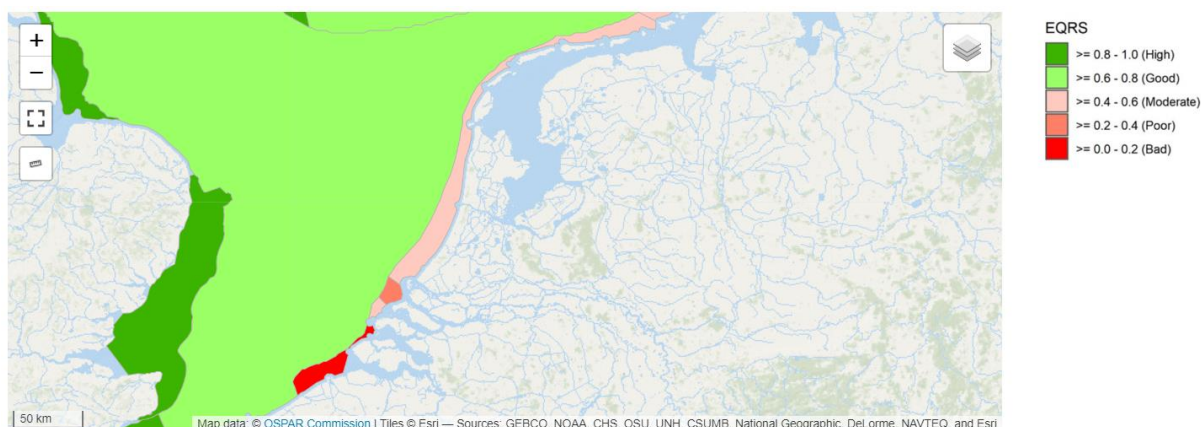 +
−
50 km
Map data: © OSPAR Commission | Tiles © Esri — Sources: GEBCO, NOAA, CHS, OSU, UNH, CSUMB, National Geographic, DeLorme, NAVTEQ, and Esri
EQRS
>= 0.8 - 1.0 (High)
>= 0.6 - 0.8 (Good)
>= 0.4 - 0.6 (Moderate)
>= 0.2 - 0.4 (Poor)
>= 0.0 - 0.2 (Bad)